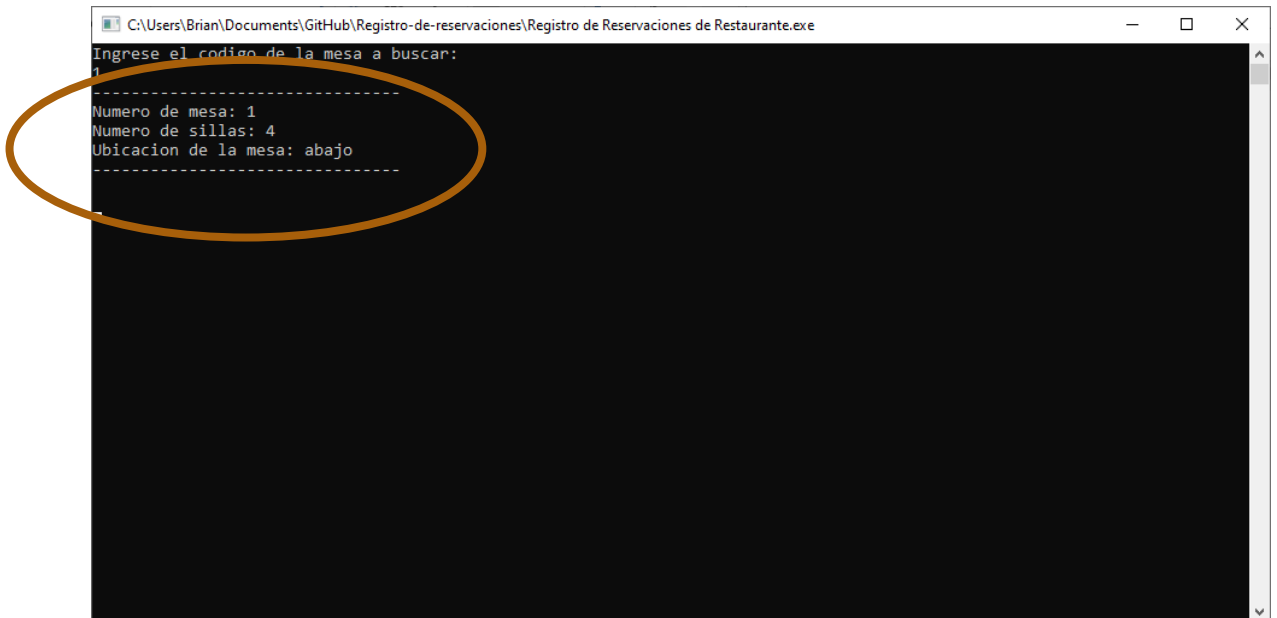 C:\Users\Brian\Documents\GitHub\Registro-de-reservaciones\Registro de Reservaciones de Restaurante.exe
Ingrese el codigo de la mesa a buscar:
1
--------------------------------
Numero de mesa: 1
Numero de sillas: 4
Ubicacion de la mesa: abajo
--------------------------------